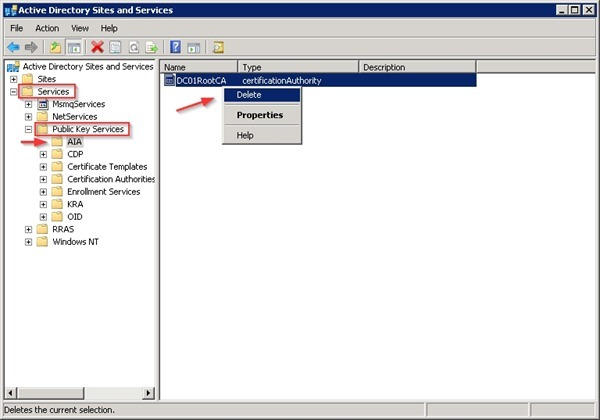 Active Directory Sites and Services
File Action View Help
Active Directory Sites and Services
Sites
Services
MsmqServices
NetServices
Public Key Services
AIA
CDP
Certificate Templates
Certification Authorities
Enrollment Services
KRA
OID
RRAS
Windows NT
Name Type Description
DC01RootCA certificationAuthority
Delete
Properties
Help
Deletes the current selection.